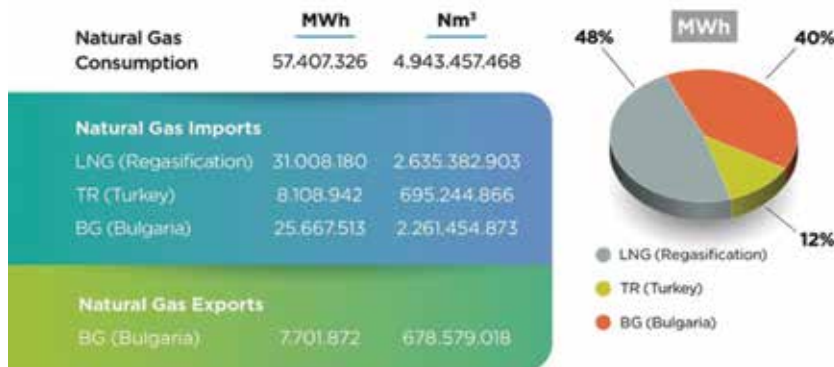 MWh Nm³
Natural Gas
Consumption 57.407.326 4.943.457.468
Natural Gas Imports
LNG (Regasification) 31.008.180 2.635.382.903
TR (Turkey) 8.108.942 695.244.866
BG (Bulgaria) 25.667.513 2.261.454.873
Natural Gas Exports
BG (Bulgaria) 7.701.872 678.579.018
MWh
48% 40%
12%
LNG (Regasification)
TR (Turkey)
BG (Bulgaria)